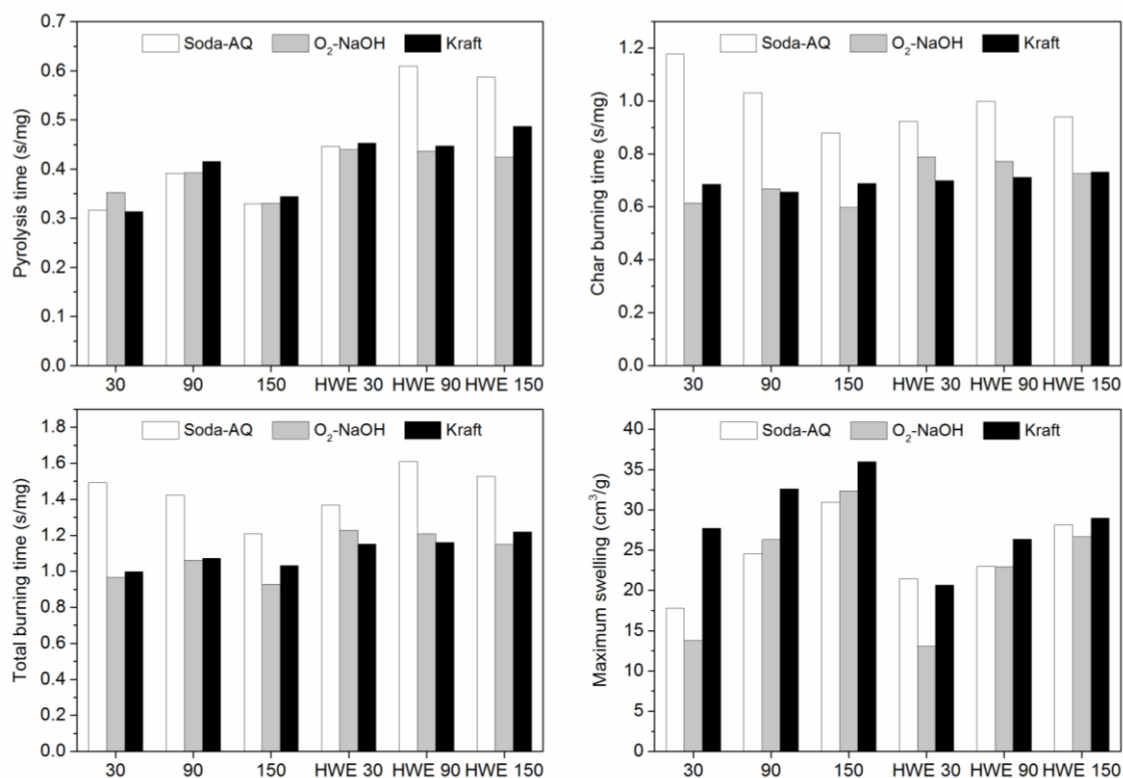 Pyrolysis time (s/mg)
0.7
0.6
0.5
0.4
0.3
0.2
0.1
0.0
Soda-AQ O₂-NaOH Kraft
30 90 150 HWE 30 HWE 90 HWE 150
Char burning time (s/mg)
1.2
1.0
0.8
0.6
0.4
0.2
0.0
Soda-AQ O₂-NaOH Kraft
30 90 150 HWE 30 HWE 90 HWE 150
Total burning time (s/mg)
1.8
1.6
1.4
1.2
1.0
0.8
0.6
0.4
0.2
0.0
Soda-AQ O₂-NaOH Kraft
30 90 150 HWE 30 HWE 90 HWE 150
Maximum swelling (cm³/g)
40
35
30
25
20
15
10
5
0
Soda-AQ O₂-NaOH Kraft
30 90 150 HWE 30 HWE 90 HWE 150